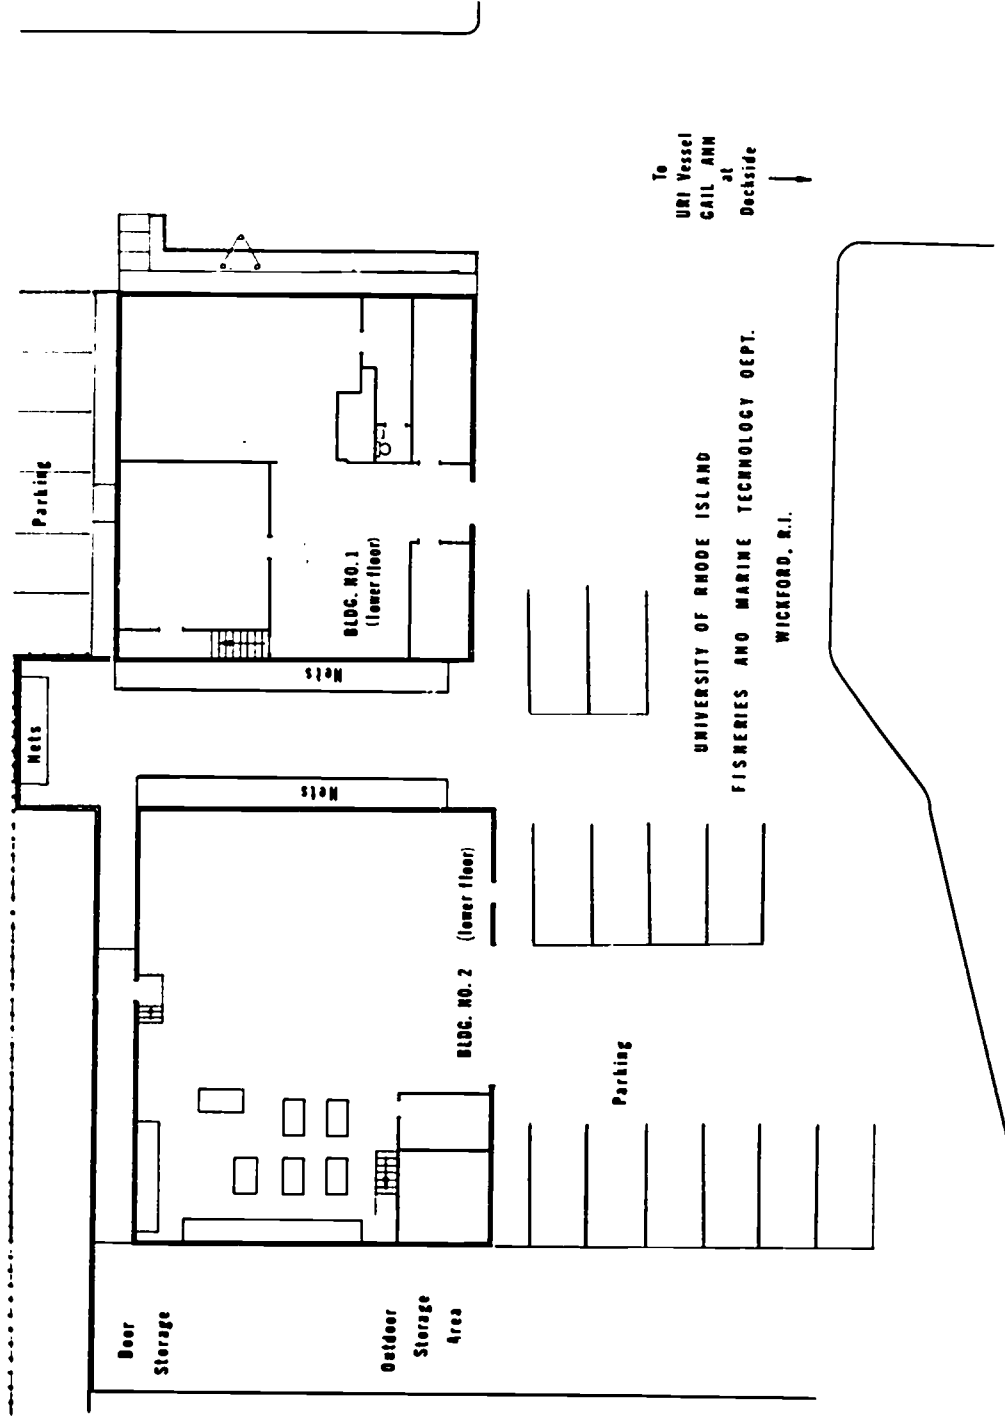 Nets
Parking
Door
Storage
Nets
Nets
BLDG. NO. 1
(lower floor)
Outdoor
Storage
Area
BLDG. NO. 2 (lower floor)
Parking
To
URI Vessel
GAIL ANN
at
Dockside
UNIVERSITY OF RHODE ISLAND
FISHERIES AND MARINE TECHNOLOGY DEPT.
WICKFORD, R.I.